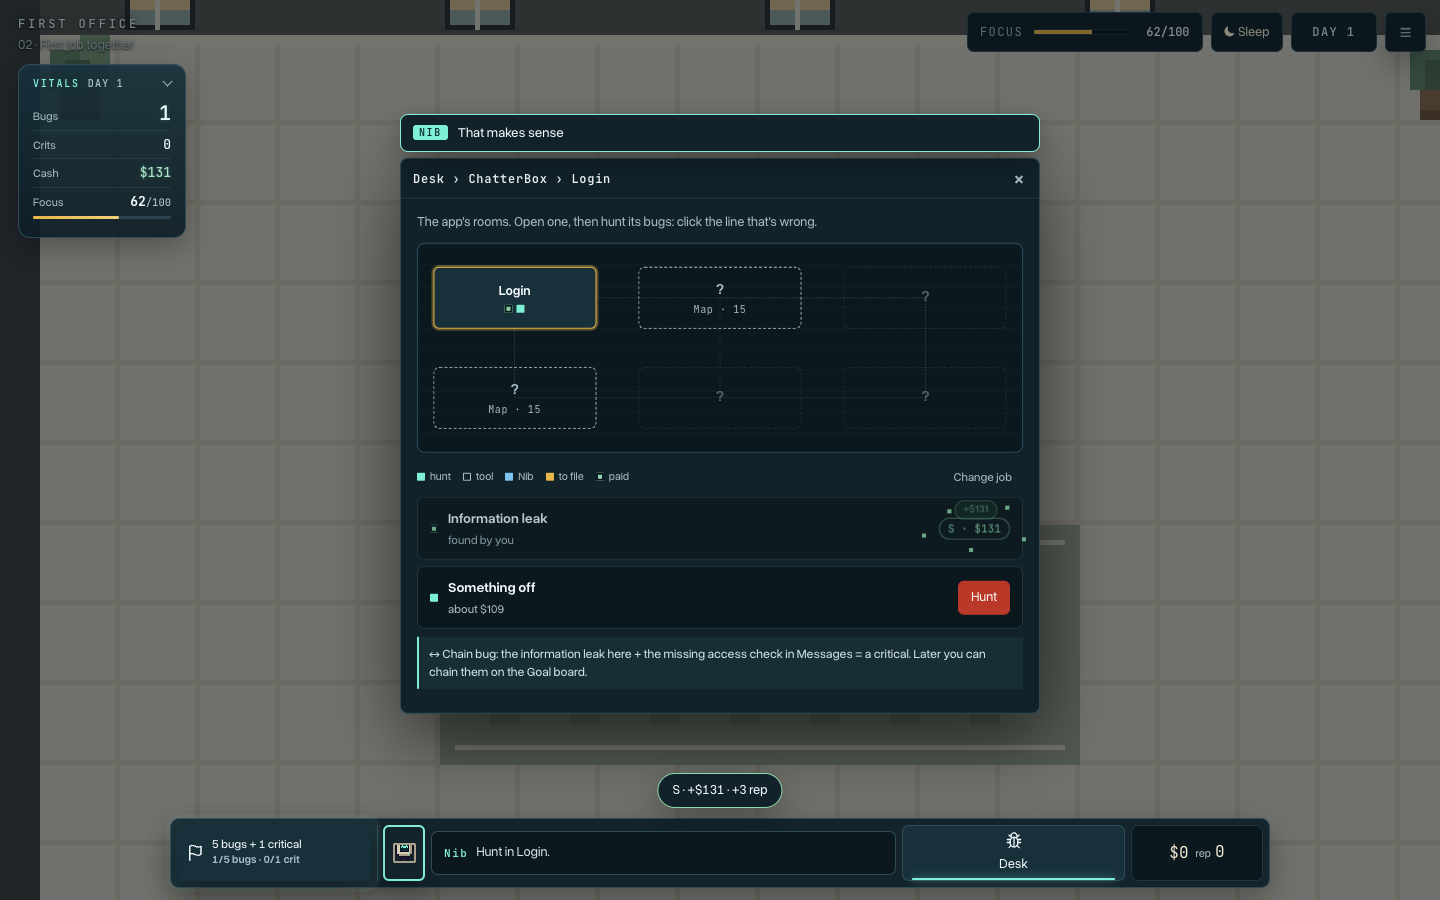 FIRST OFFICE
02 · First job together
FOCUS 62/100
Sleep
DAY 1
VITALS DAY 1
Bugs 1
Crits 0
Cash $131
Focus 62/100
NIB That makes sense
Desk › ChatterBox › Login ×
The app's rooms. Open one, then hunt its bugs: click the line that's wrong.
Login
?
Map · 15
?
?
Map · 15
?
?
hunt tool Nib to file paid
Change job
Information leak
found by you
+$131
S · $131
Something off
about $109
Hunt
↔ Chain bug: the information leak here + the missing access check in Messages = a critical. Later you can
chain them on the Goal board.
S · +$131 · +3 rep
5 bugs + 1 critical
1/5 bugs · 0/1 crit
Nib Hunt in Login.
Desk
$0 rep 0